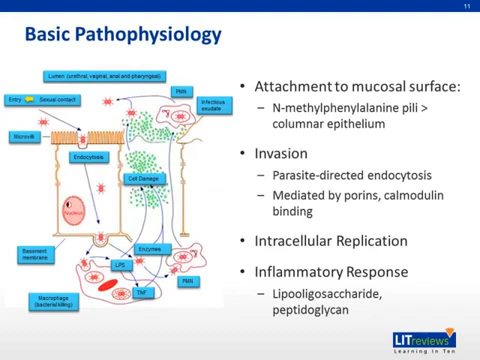 11
Basic Pathophysiology
Lumen (urethral, vaginal, anal and pharyngeal)
PMN
Entry
Sexual contact
Infectious
exudate
Microvilli
Endocytosis
Cell Damage
Nucleus
Basement
membrane
Enzymes
LPS
PMN
TNF
Macrophage
(bacterial killing)
• Attachment to mucosal surface:
– N-methylphenylalanine pili >
columnar epithelium
• Invasion
– Parasite-directed endocytosis
– Mediated by porins, calmodulin
binding
• Intracellular Replication
• Inflammatory Response
– Lipooligosaccharide,
peptidoglycan
LITreviews
Learning in Ten